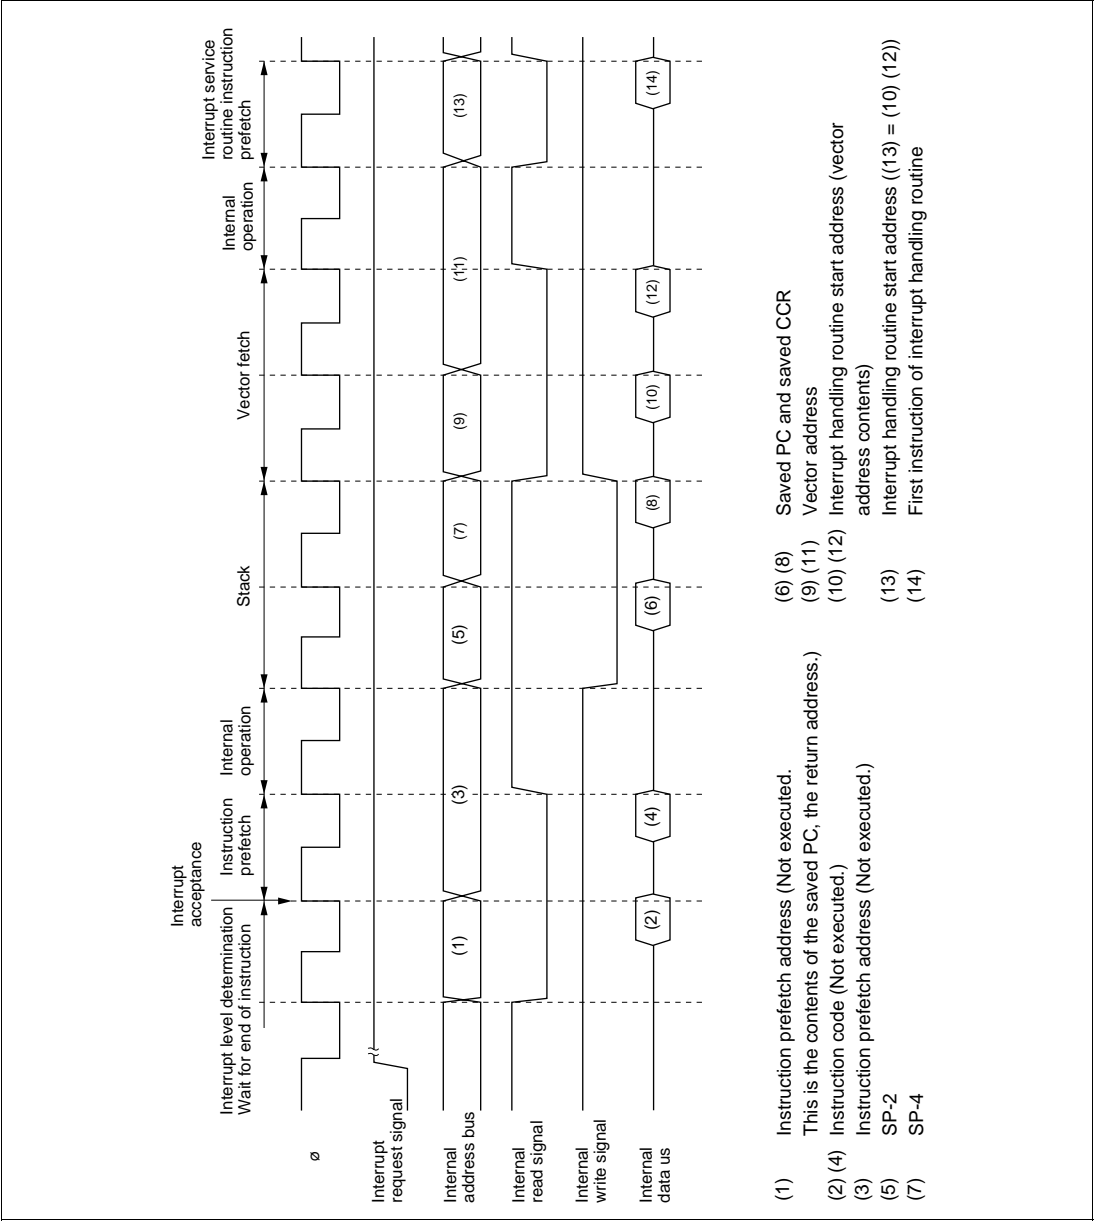 Interrupt level determination
Wait for end of instruction
Interrupt
acceptance
Instruction
prefetch
Internal
operation
Stack
Vector fetch
Internal
operation
Interrupt service
routine instruction
prefetch
ø
Interrupt
request signal
Internal
address bus
(1)
(3)
(5)
(7)
(9)
(11)
(13)
Internal
read signal
Internal
write signal
Internal
data us
(2)
(4)
(6)
(8)
(10)
(12)
(14)
(1) Instruction prefetch address (Not executed.
This is the contents of the saved PC, the return address.)
(2) (4) Instruction code (Not executed.)
(3) Instruction prefetch address (Not executed.)
(5) SP-2
(7) SP-4
(6) (8) Saved PC and saved CCR
(9) (11) Vector address
(10) (12) Interrupt handling routine start address (vector
address contents)
(13) Interrupt handling routine start address ((13) = (10) (12))
(14) First instruction of interrupt handling routine